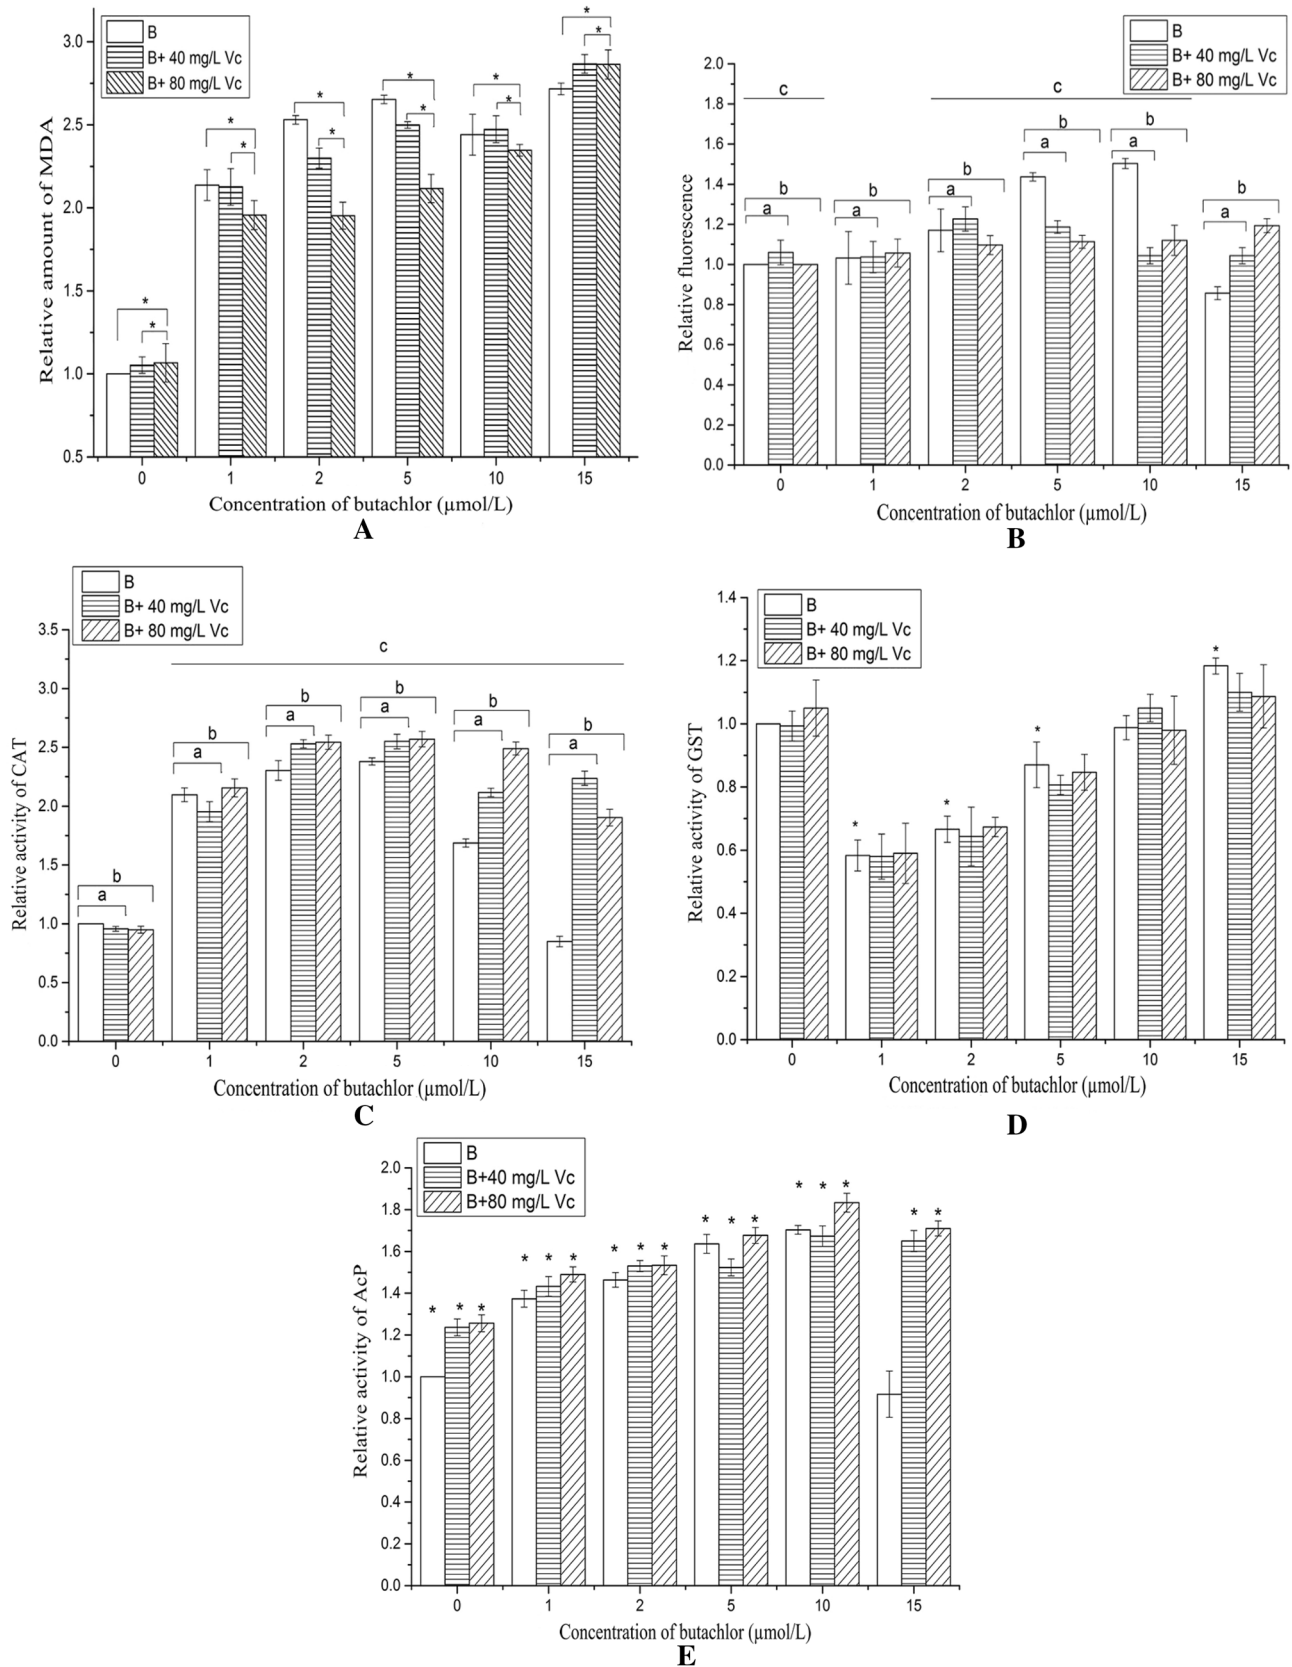 B
B+ 40 mg/L Vc
B+ 80 mg/L Vc
Relative amount of MDA
3.0
2.5
2.0
1.5
1.0
0.5
* *
* *
* *
* *
* *
* *
0 1 2 5 10 15
Concentration of butachlor (µmol/L)
A
B
B+ 40 mg/L Vc
B+ 80 mg/L Vc
Relative fluorescence
2.0
1.8
1.6
1.4
1.2
1.0
0.8
0.6
0.4
0.2
0.0
c c
b a
b a
b a
b a
b a
b a
0 1 2 5 10 15
Concentration of butachlor (µmol/L)
B
B
B+ 40 mg/L Vc
B+ 80 mg/L Vc
Relative activity of CAT
3.5
3.0
2.5
2.0
1.5
1.0
0.5
0.0
c
b a
b a
b a
b a
b a
b a
0 1 2 5 10 15
Concentration of butachlor (µmol/L)
C
B
B+ 40 mg/L Vc
B+ 80 mg/L Vc
Relative activity of GST
1.4
1.2
1.0
0.8
0.6
0.4
0.2
0.0
* * * *
0 1 2 5 10 15
Concentration of butachlor (µmol/L)
D
B
B+40 mg/L Vc
B+80 mg/L Vc
Relative activity of AcP
2.0
1.8
1.6
1.4
1.2
1.0
0.8
0.6
0.4
0.2
0.0
* * *
* * *
* * *
* * *
* * *
* *
0 1 2 5 10 15
Concentration of butachlor (µmol/L)
E